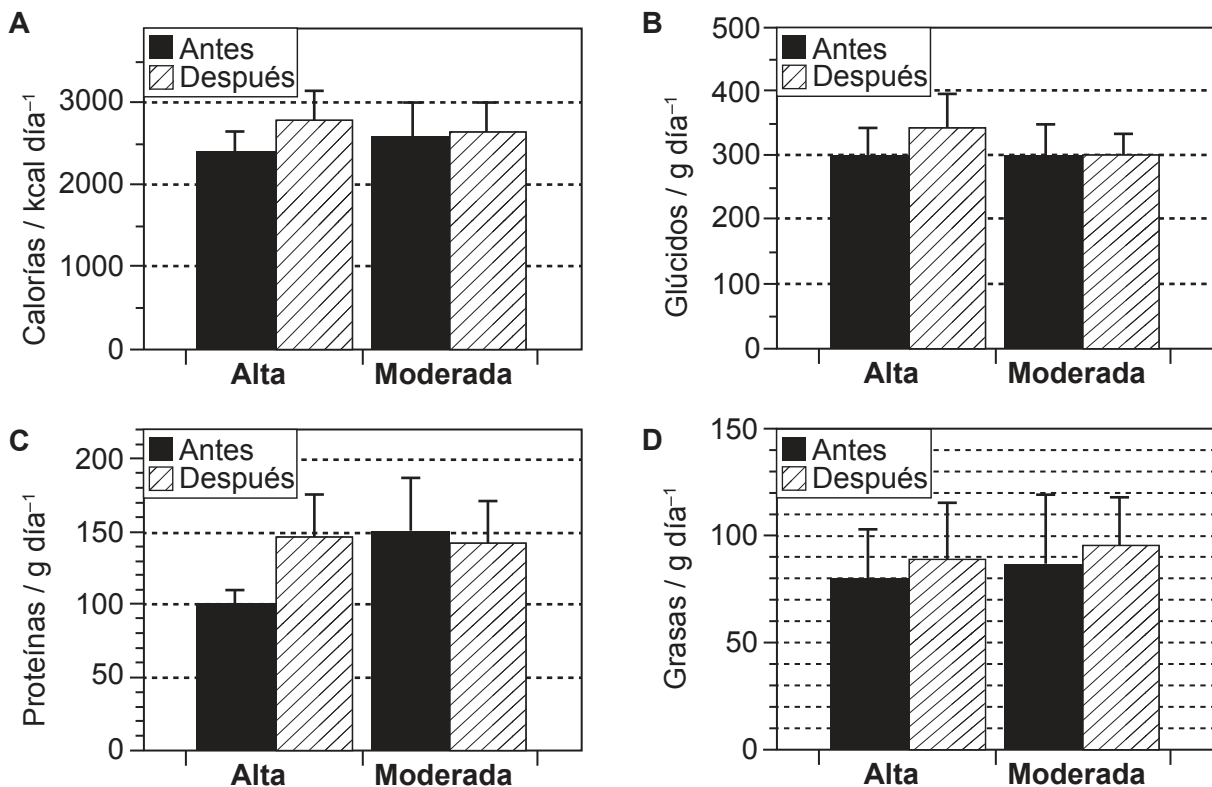 A
Antes
Después
Calorías / kcal día⁻¹
3000
2000
1000
0
Alta
Moderada
B
Antes
Después
Glúcidos / g día⁻¹
500
400
300
200
100
0
Alta
Moderada
C
Antes
Después
Proteínas / g día⁻¹
200
150
100
50
0
Alta
Moderada
D
Antes
Después
Grasas / g día⁻¹
150
100
50
0
Alta
Moderada